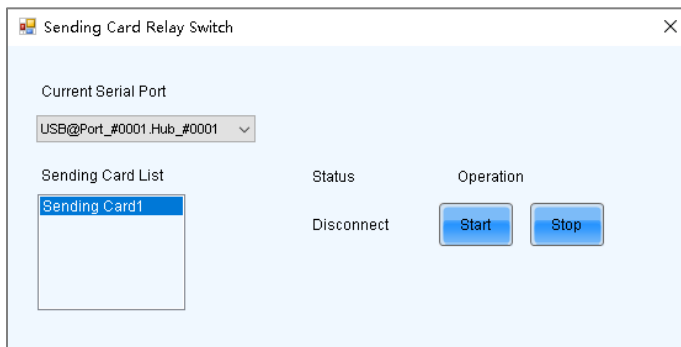 Sending Card Relay Switch
Current Serial Port
USB@Port_#0001.Hub_#0001
Sending Card List
Status
Operation
Sending Card1
Disconnect
Start
Stop